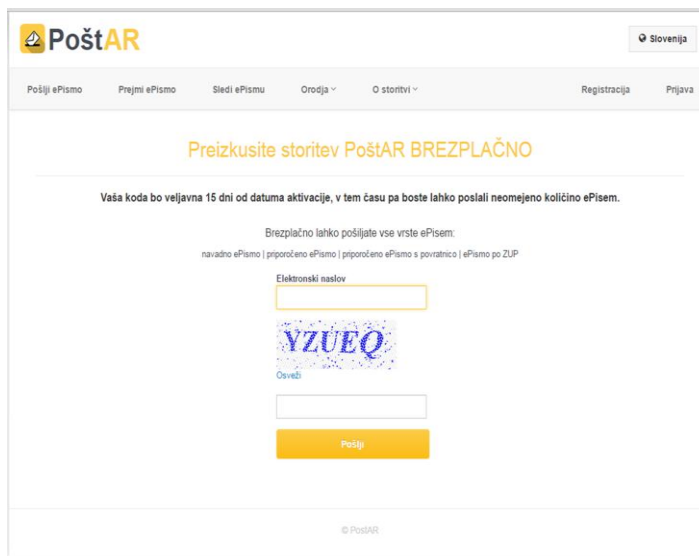 PoštAR
Slovenija
Pošlji ePismo Prejmi ePismo Sledi ePismu Orodja O storitvi Registracija Prijava
Preizkusite storitev PoštAR BREZPLAČNO
Vaša koda bo veljavna 15 dni od datuma aktivacije, v tem času pa boste lahko poslali neomejeno količino ePisem.
Brezplačno lahko pošiljate vse vrste ePisem:
navadno ePismo | priporočeno ePismo | priporočeno ePismo s povratnico | ePismo po ZUP
Elektronski naslov
YZUEQ
Osveži
Pošlji
© PostAR